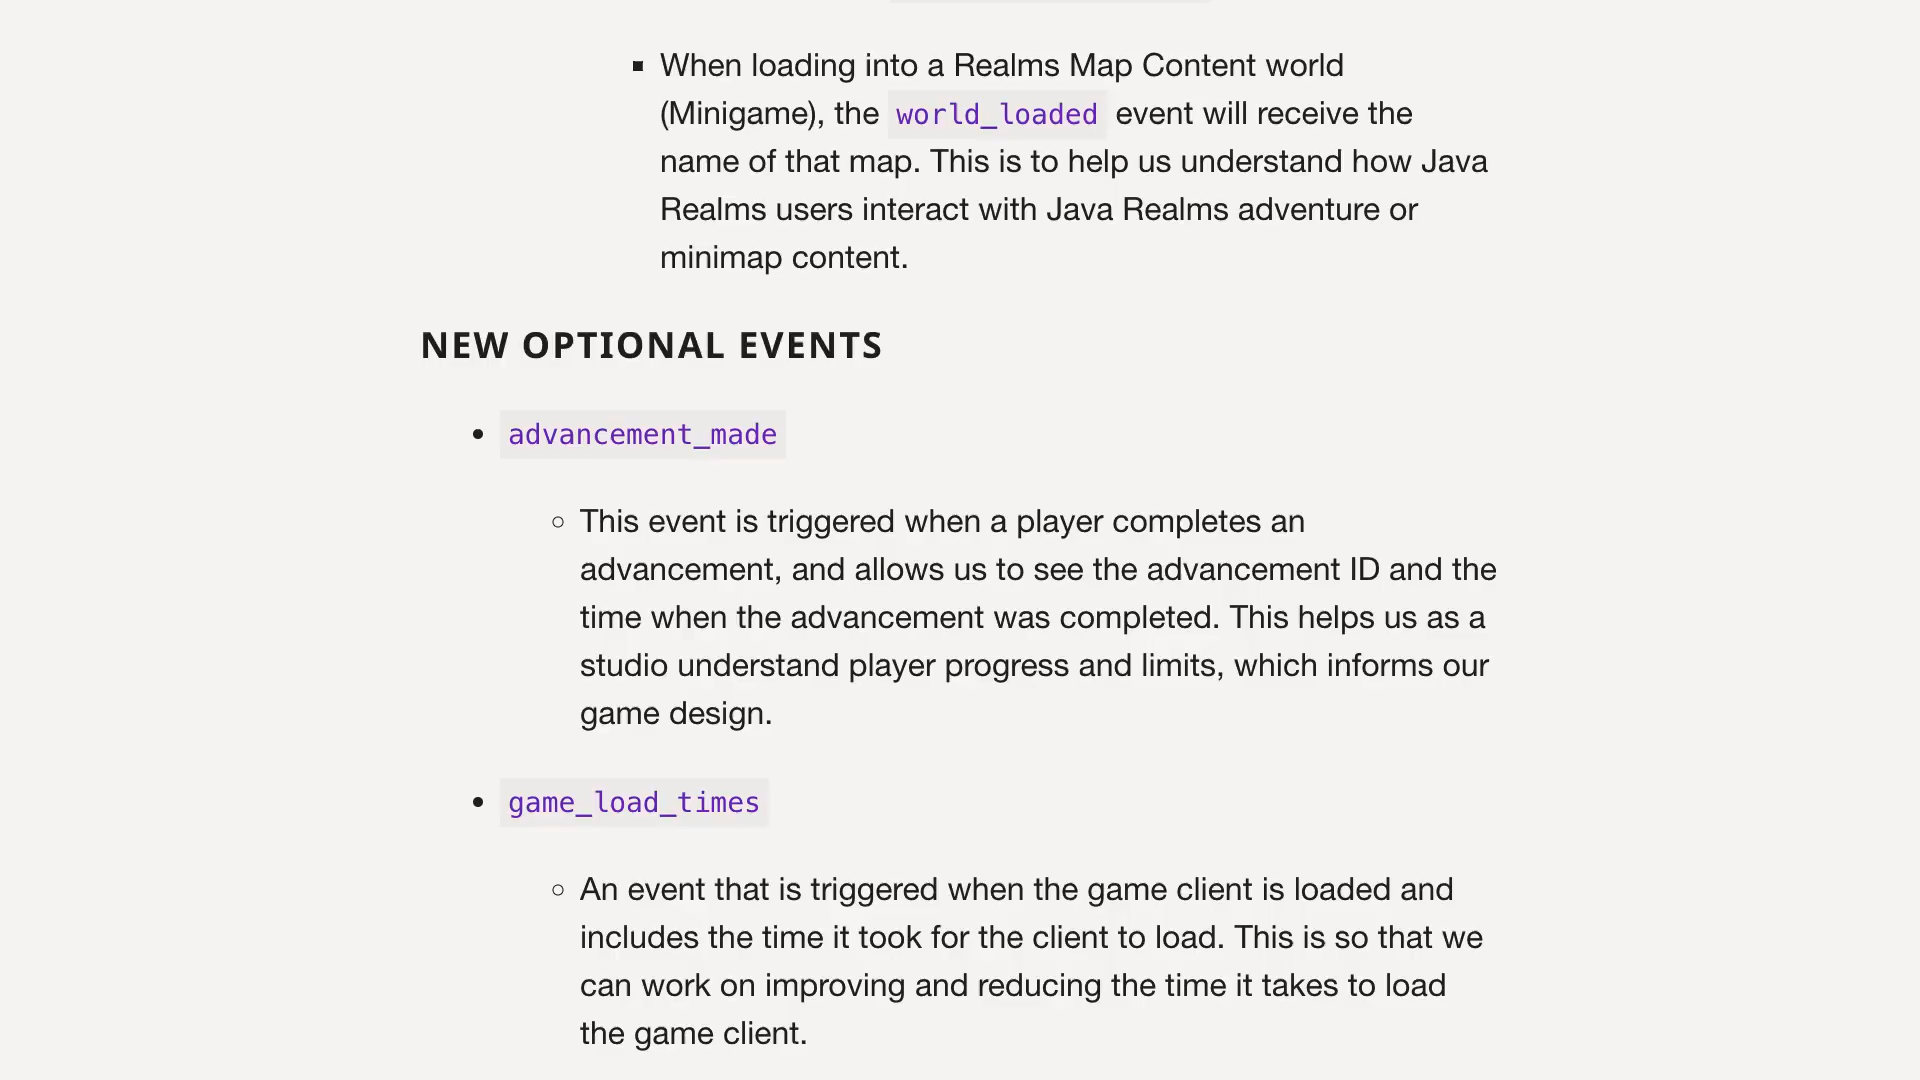 When loading into a Realms Map Content world
(Minigame), the world_loaded event will receive the
name of that map. This is to help us understand how Java
Realms users interact with Java Realms adventure or
minimap content.
NEW OPTIONAL EVENTS
advancement_made
This event is triggered when a player completes an
advancement, and allows us to see the advancement ID and the
time when the advancement was completed. This helps us as a
studio understand player progress and limits, which informs our
game design.
game_load_times
An event that is triggered when the game client is loaded and
includes the time it took for the client to load. This is so that we
can work on improving and reducing the time it takes to load
the game client.